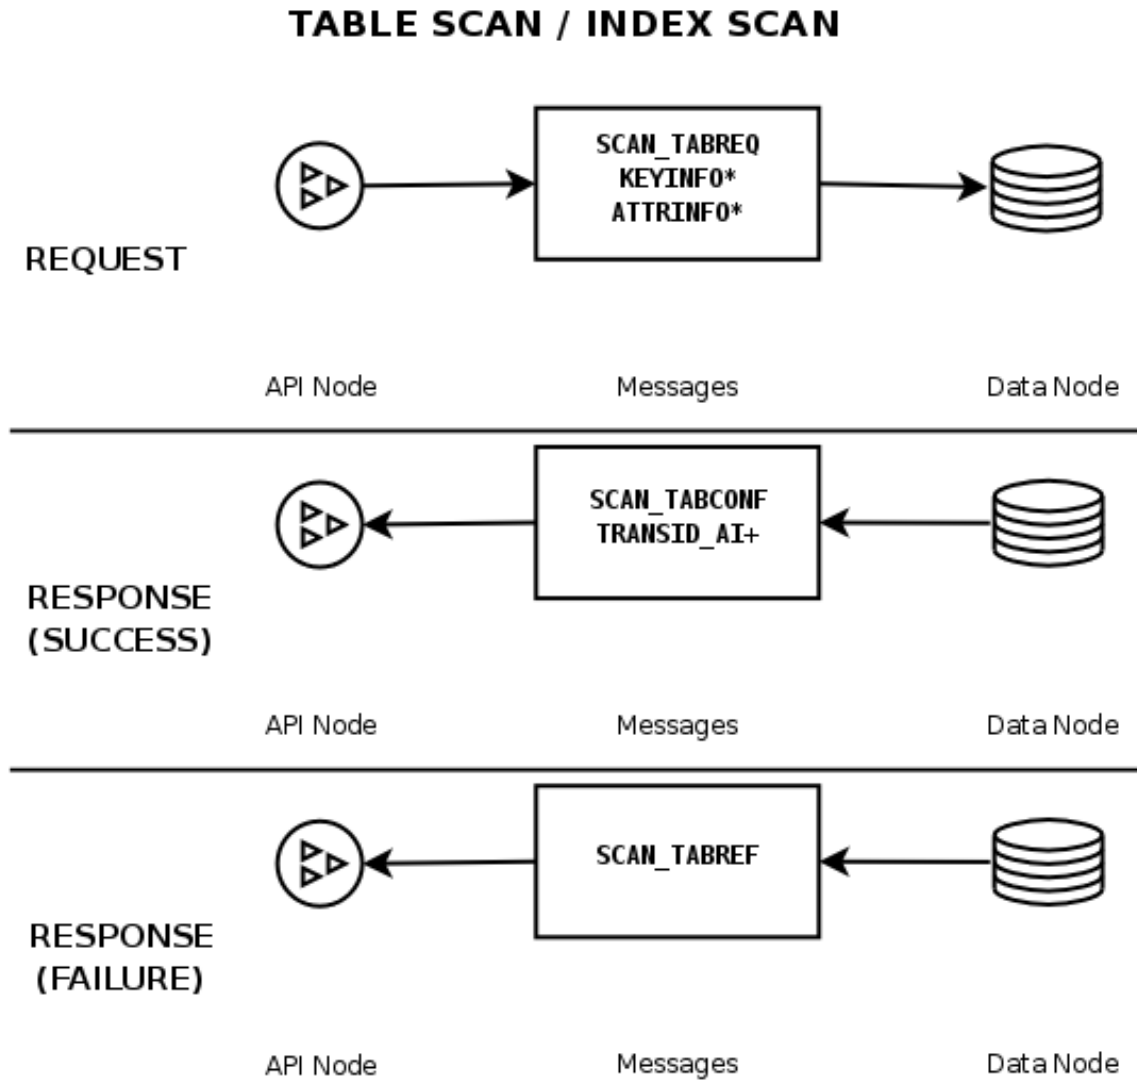 TABLE SCAN / INDEX SCAN
SCAN_TABREQ
KEYINFO*
ATTRINFO*
REQUEST
API Node
Messages
Data Node
SCAN_TABCONF
TRANSID_AI+
RESPONSE
(SUCCESS)
API Node
Messages
Data Node
SCAN_TABREF
RESPONSE
(FAILURE)
API Node
Messages
Data Node